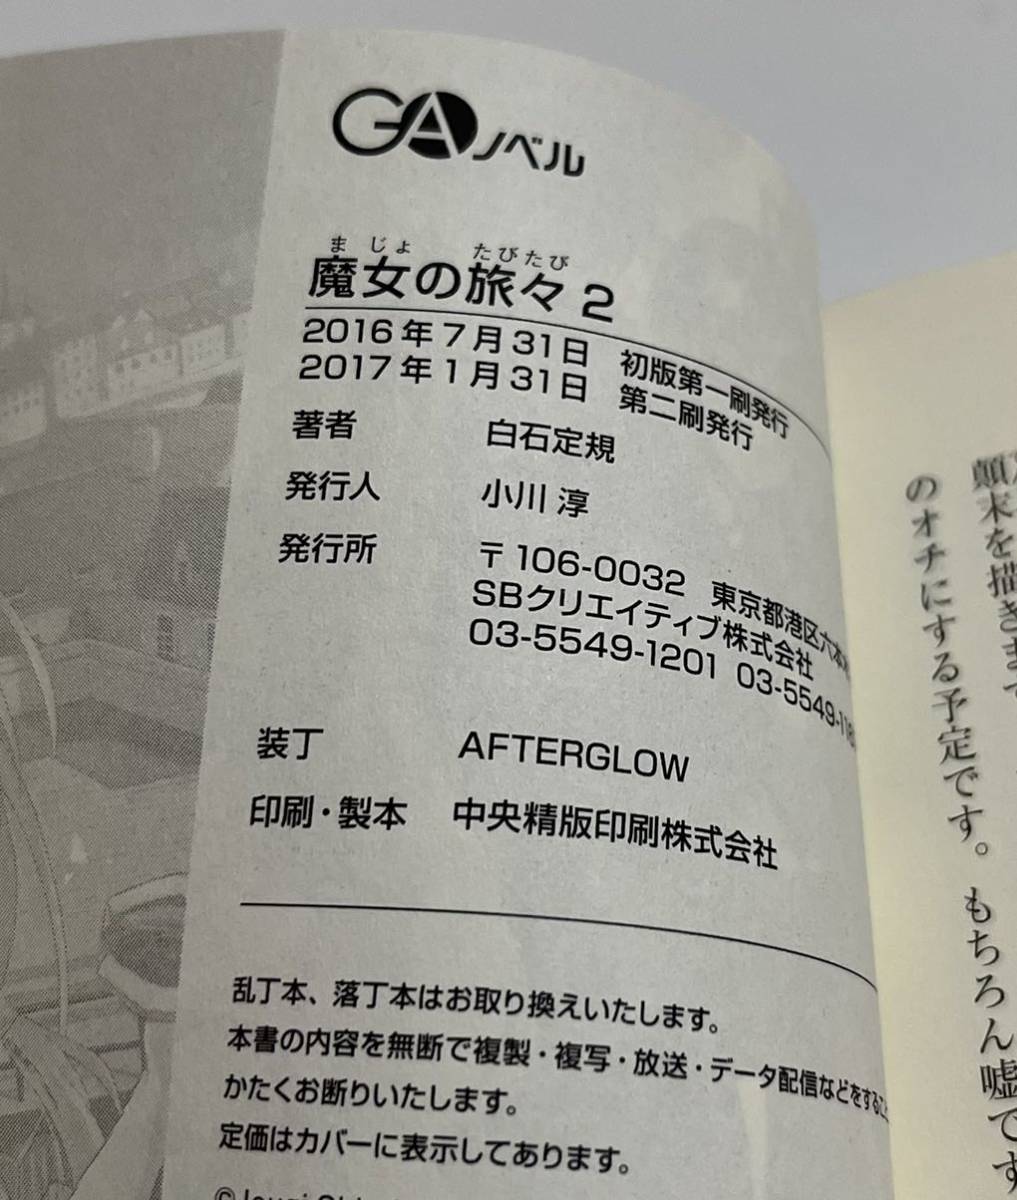 GAノベル
まじょ たびたび
魔女の旅々 2
2016年7月31日 初版第一刷発行
2017年1月31日 第二刷発行
著者 白石定規
発行人 小川 淳
発行所 〒106-0032 東京都港区六本木
SBクリエイティブ株式会社
03-5549-1201 03-5549-116
装丁 AFTERGLOW
印刷・製本 中央精版印刷株式会社
乱丁本、落丁本はお取り換えいたします。
本書の内容を無断で複製・複写・放送・データ配信などをすること
かたくお断りいたします。
定価はカバーに表示してあります。
顛末を描きま
のオチにする予定です。もちろん嘘です